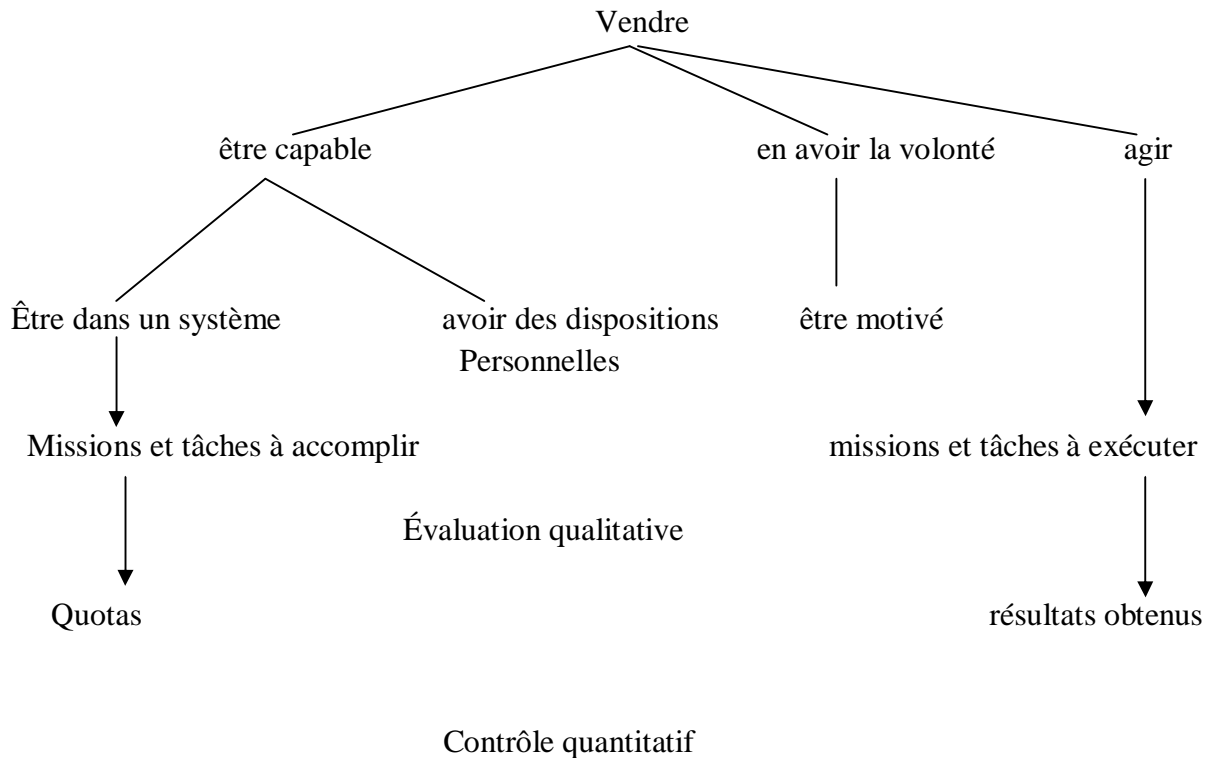 Vendre
être capable
en avoir la volonté
agir
Être dans un système
avoir des dispositions
Personnelles
être motivé
Missions et tâches à accomplir
missions et tâches à exécuter
Évaluation qualitative
Quotas
résultats obtenus
Contrôle quantitatif